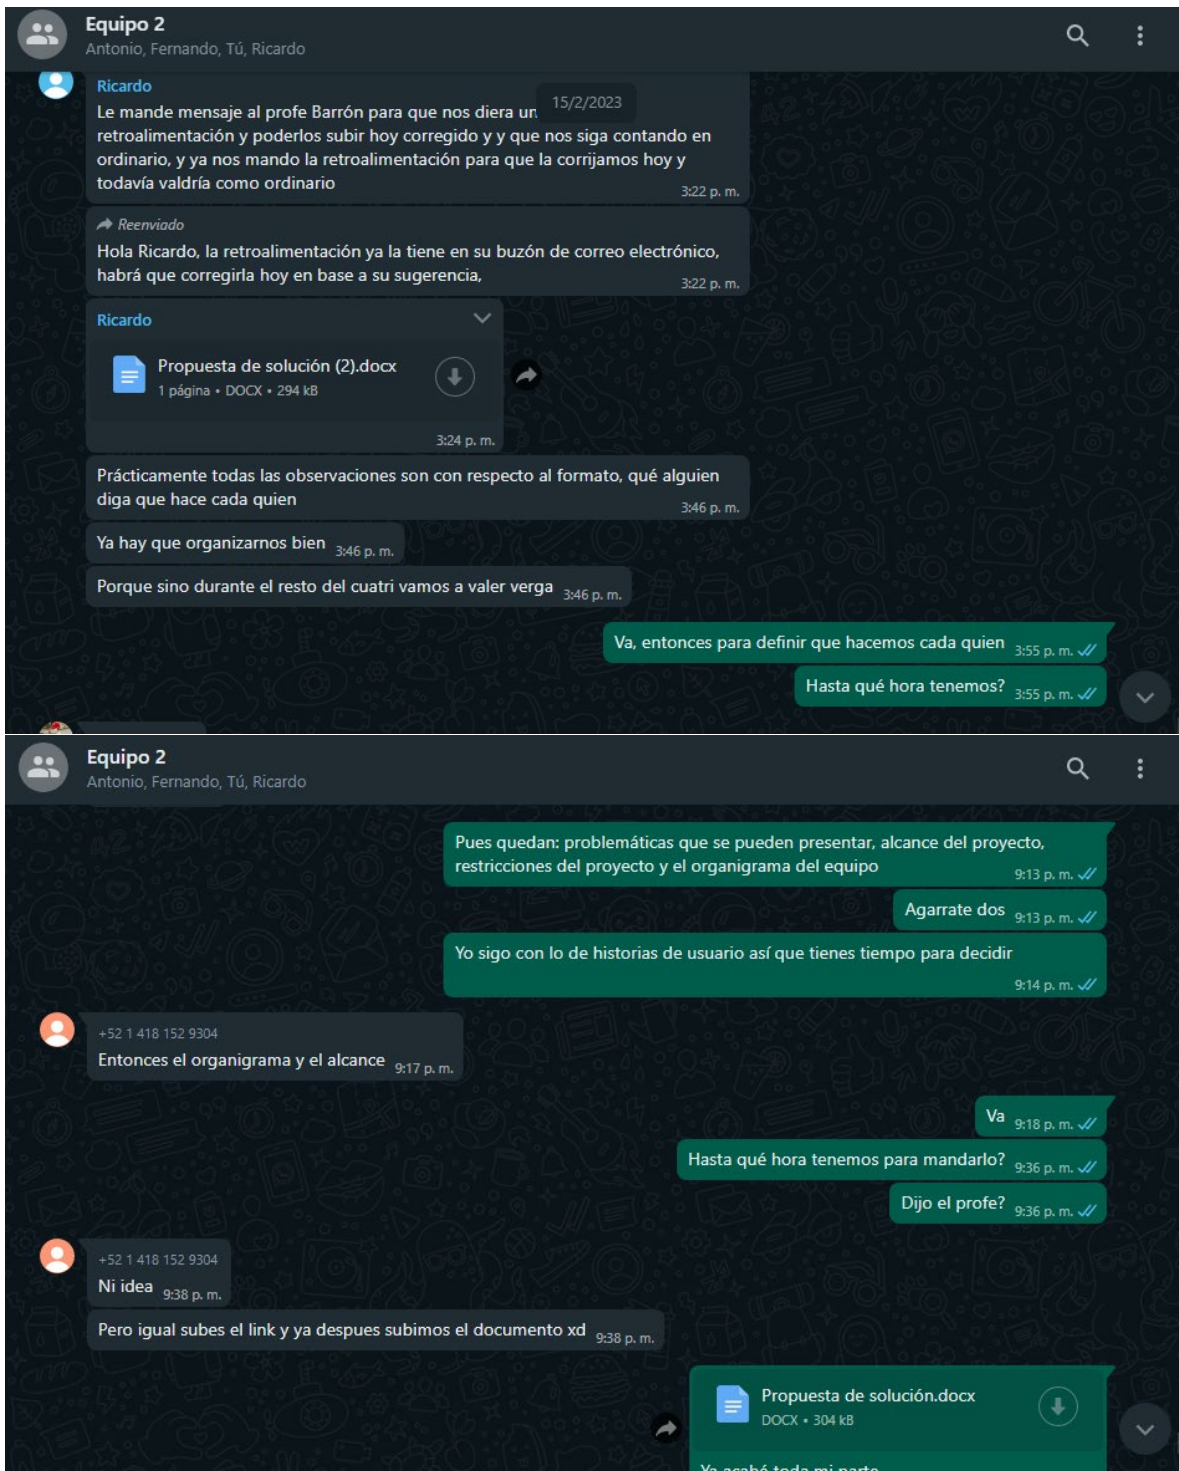 Equipo 2
Antonio, Fernando, Tú, Ricardo
15/2/2023
Ricardo
Le mande mensaje al profe Barrón para que nos diera
retroalimentación y poderlos subir hoy corregido y y que nos siga contando en
ordinario, y ya nos mando la retroalimentación para que la corrijamos hoy y
todavía valdría como ordinario
3:22 p. m.
Reenviado
Hola Ricardo, la retroalimentación ya la tiene en su buzón de correo electrónico,
habrá que corregirla hoy en base a su sugerencia,
3:22 p. m.
Ricardo
Propuesta de solución (2).docx
1 página • DOCX • 294 kB
3:24 p. m.
Prácticamente todas las observaciones son con respecto al formato, qué alguien
diga que hace cada quien
3:46 p. m.
Ya hay que organizarnos bien 3:46 p. m.
Porque sino durante el resto del cuatri vamos a valer verga 3:46 p. m.
Va, entonces para definir que hacemos cada quien 3:55 p. m.
Hasta qué hora tenemos? 3:55 p. m.
Equipo 2
Antonio, Fernando, Tú, Ricardo
Pues quedan: problemáticas que se pueden presentar, alcance del proyecto,
restricciones del proyecto y el organigrama del equipo
9:13 p. m.
Agarrate dos 9:13 p. m.
Yo sigo con lo de historias de usuario así que tienes tiempo para decidir
9:14 p. m.
+52 1 418 152 9304
Entonces el organigrama y el alcance 9:17 p. m.
Va 9:18 p. m.
Hasta qué hora tenemos para mandarlo? 9:36 p. m.
Dijo el profe? 9:36 p. m.
+52 1 418 152 9304
Ni idea 9:38 p. m.
Pero igual subes el link y ya despues subimos el documento xd 9:38 p. m.
Propuesta de solución.docx
DOCX • 304 kB
Ya acabé toda mi parte